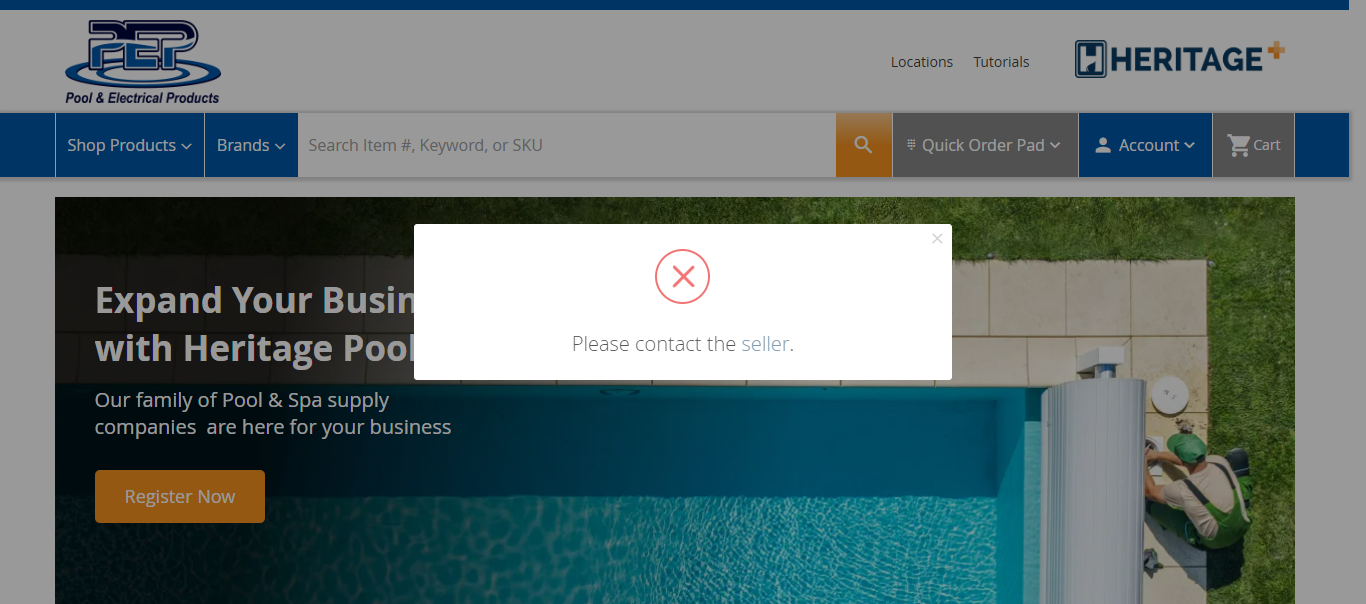 PEP
Pool & Electrical Products
Locations
Tutorials
HERITAGE+
Shop Products
Brands
Search Item #, Keyword, or SKU
Quick Order Pad
Account
Cart
Expand Your Busin
with Heritage Pool
Our family of Pool & Spa supply
companies are here for your business
Register Now
Please contact the seller.